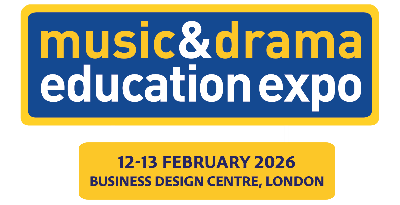 music&drama
education expo
12-13 FEBRUARY 2026
BUSINESS DESIGN CENTRE, LONDON